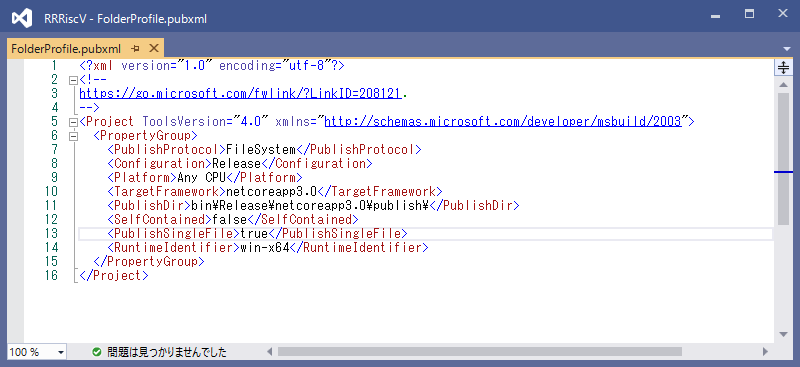 RRRiscV - FolderProfile.pubxml
FolderProfile.pubxml
1 <?xml version="1.0" encoding="utf-8"?>
2 <!--
3 https://go.microsoft.com/fwlink/?LinkID=208121.
4 -->
5 <Project ToolsVersion="4.0" xmlns="http://schemas.microsoft.com/developer/msbuild/2003">
6 <PropertyGroup>
7 <PublishProtocol>FileSystem</PublishProtocol>
8 <Configuration>Release</Configuration>
9 <Platform>Any CPU</Platform>
10 <TargetFramework>netcoreapp3.0</TargetFramework>
11 <PublishDir>bin¥Release¥netcoreapp3.0¥publish¥</PublishDir>
12 <SelfContained>false</SelfContained>
13 <PublishSingleFile>true</PublishSingleFile>
14 <RuntimeIdentifier>win-x64</RuntimeIdentifier>
15 </PropertyGroup>
16 </Project>
100 % 問題は見つかりませんでした